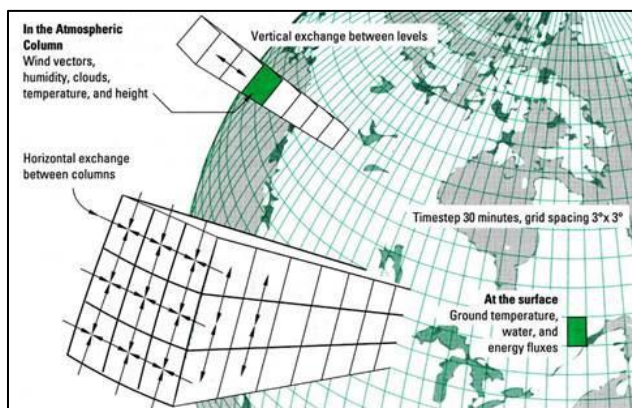 In the Atmospheric
Column
Wind vectors,
humidity, clouds,
temperature, and height
Vertical exchange between levels
Horizontal exchange
between columns
Timestep 30 minutes, grid spacing 3°x 3°
At the surface
Ground temperature,
water, and
energy fluxes